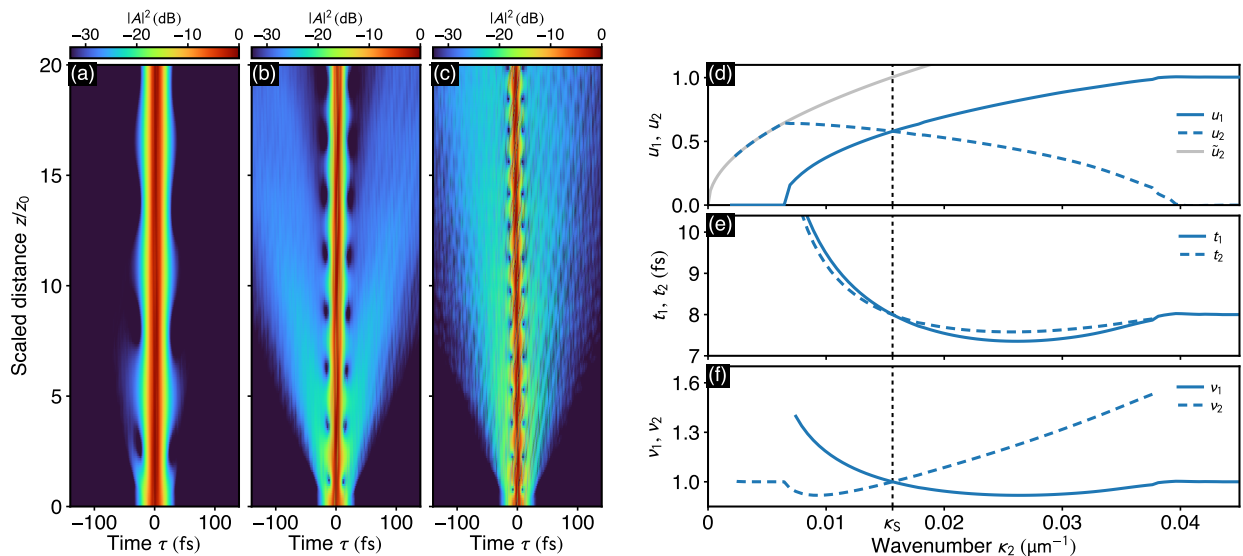 |A|² (dB) |A|² (dB) |A|² (dB)
−30 −20 −10 0 −30 −20 −10 0 −30 −20 −10 0
(a) (b) (c)
20
15
10
5
0
Scaled distance z/z₀
−100 0 100 −100 0 100 −100 0 100
Time τ (fs) Time τ (fs) Time τ (fs)
(d)
1.0
0.5
0.0
u₁, u₂
u₁
u₂
ũ₂
(e)
10
9
8
7
t₁, t₂ (fs)
t₁
t₂
(f)
1.6
1.3
1.0
ν₁, ν₂
ν₁
ν₂
0 0.01 κS 0.02 0.03 0.04
Wavenumber κ₂ (μm⁻¹)